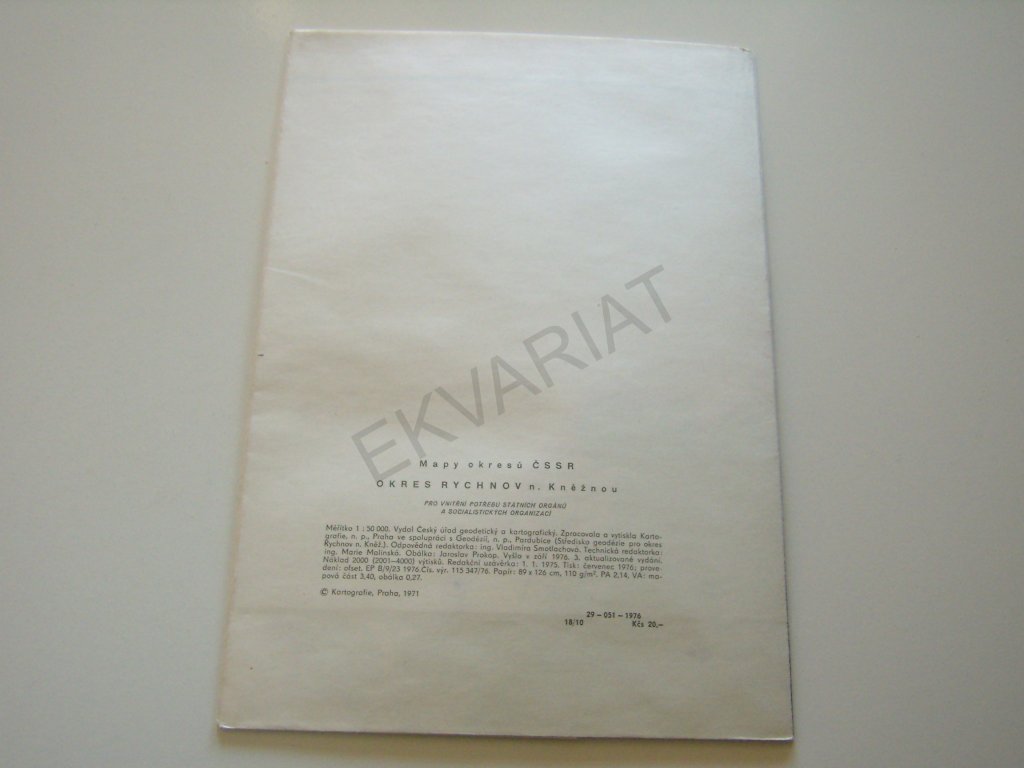 EKVARIAT
Mapy okresů ČSSR
OKRES RYCHNOV n. Kněžnou
PRO VNITŘNÍ POTŘEBU STÁTNÍCH ORGÁNŮ
A SOCIALISTICKÝCH ORGANIZACÍ
Měřítko 1 : 50 000. Vydal Český úřad geodetický a kartografický. Zpracovala a vytiskla Karto-
grafie, n. p., Praha ve spolupráci s Geodézií, n. p., Pardubice (Středisko geodézie pro okres
Rychnov n. Kněž.). Odpovědná redaktorka: ing. Vladimíra Smotlachová. Technická redaktorka:
ing. Marie Malinská. Obálka: Jaroslav Prokop. Vyšlo v září 1976. 3. aktualizované vydání.
Náklad 2000 (2001–4000) výtisků. Redakční uzávěrka: 1. 1. 1975. Tisk: červenec 1976; prove-
dení: ofset. EP B/9/23 1976. Čís. výr. 115 347/76. Papír: 89 x 126 cm, 110 g/m². PA 2,14, VA: ma-
pová část 3,40, obálka 0,27.
© Kartografie, Praha, 1971
29 – 051 – 1976
18/10 Kčs 20,–